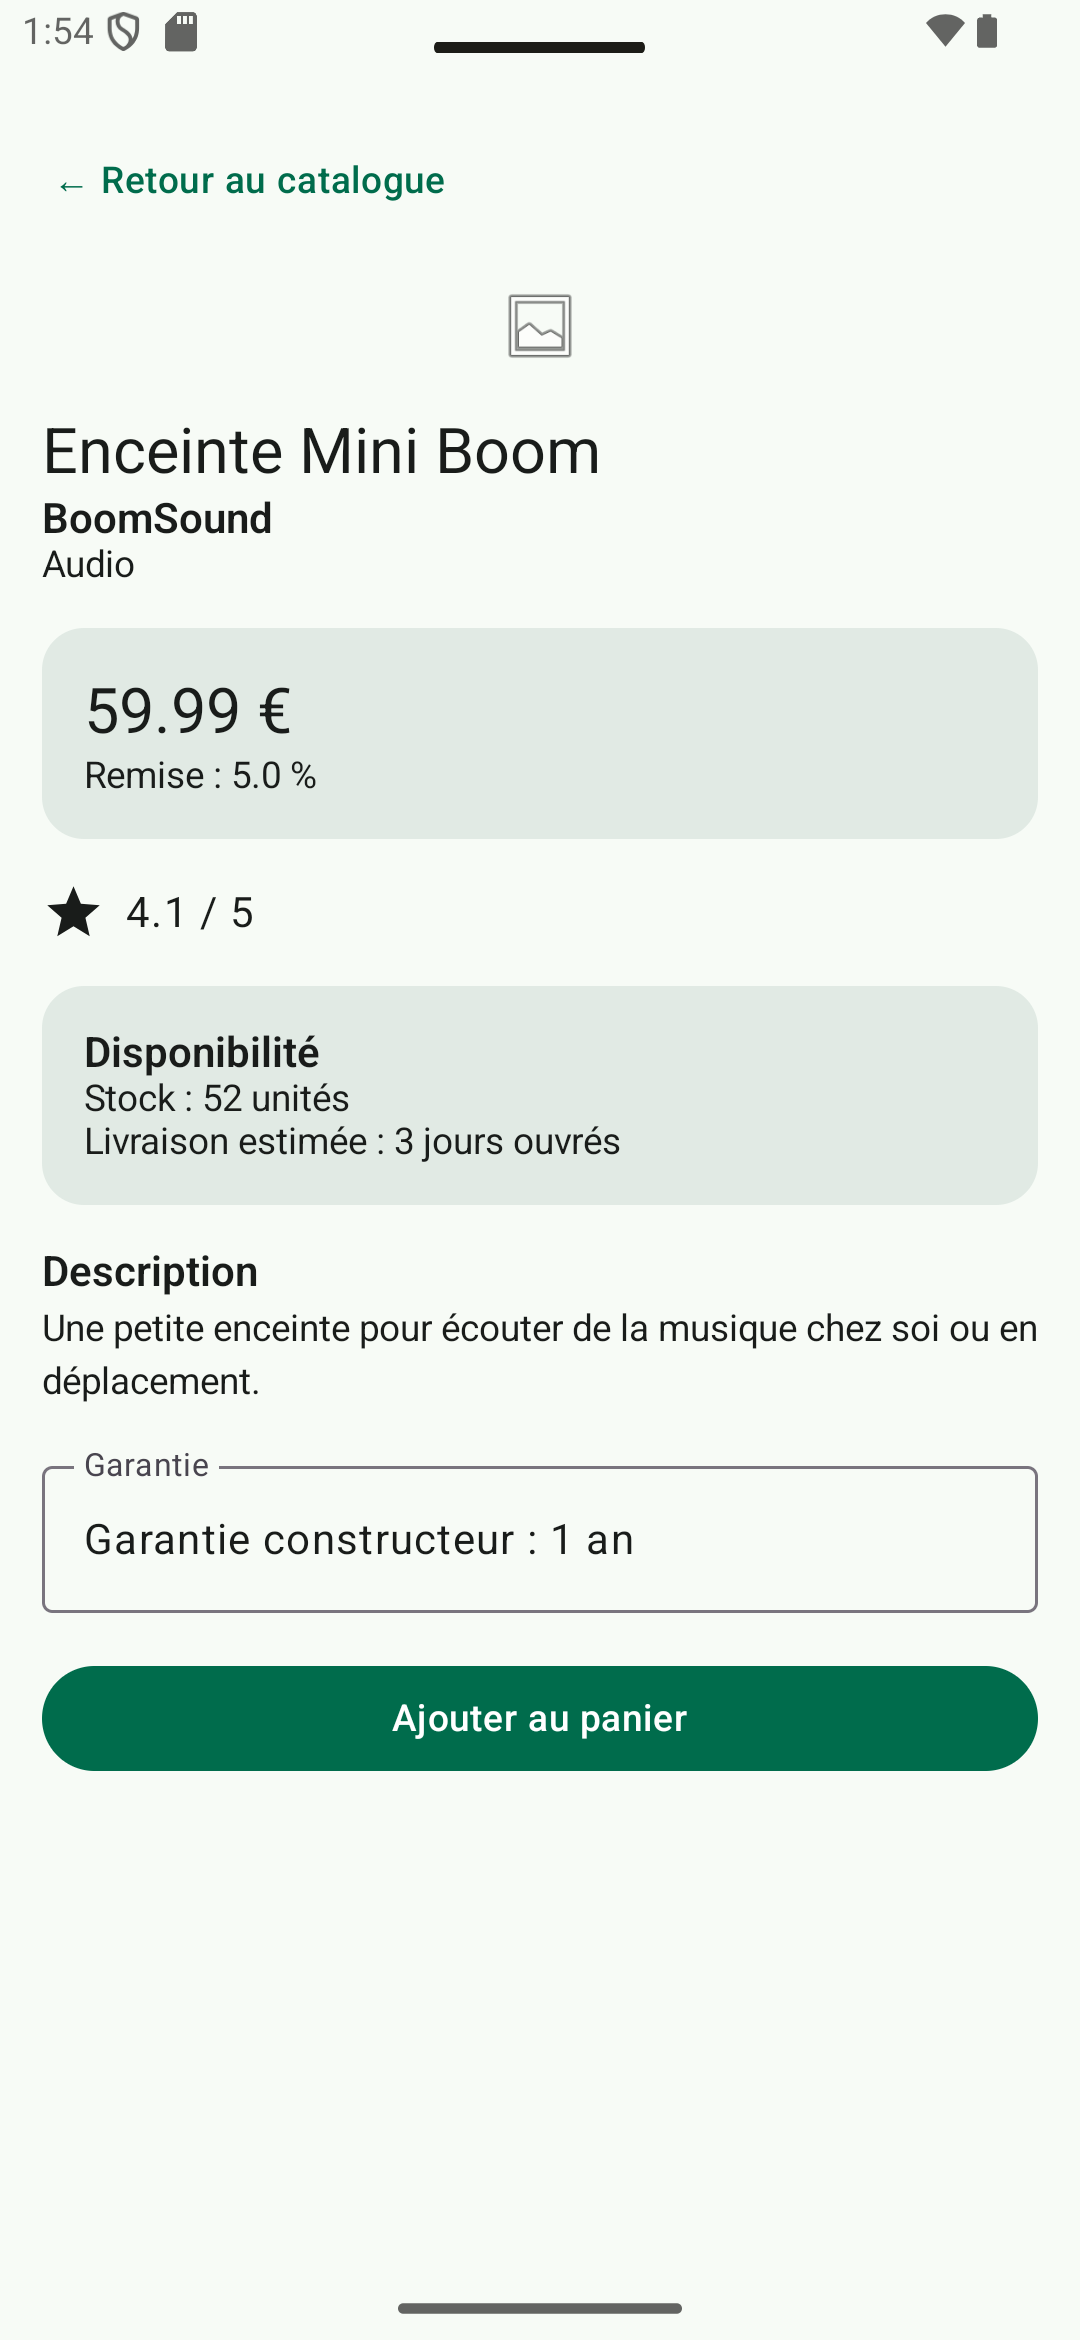 1:54
← Retour au catalogue
Enceinte Mini Boom
BoomSound
Audio
59.99 €
Remise : 5.0 %
4.1 / 5
Disponibilité
Stock : 52 unités
Livraison estimée : 3 jours ouvrés
Description
Une petite enceinte pour écouter de la musique chez soi ou en
déplacement.
Garantie
Garantie constructeur : 1 an
Ajouter au panier